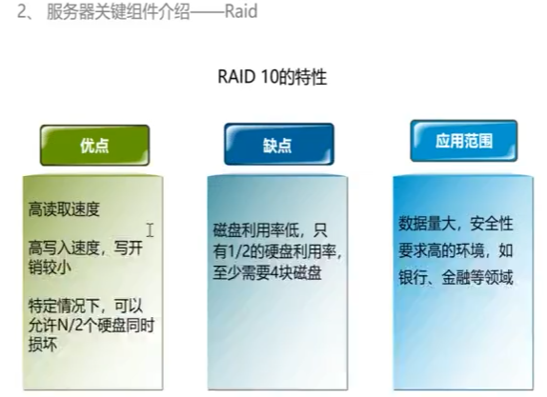 2、 服务器关键组件介绍——Raid
RAID 10的特性
优点
高读取速度
高写入速度，写开
销较小
特定情况下，可以
允许N/2个硬盘同时
损坏
缺点
磁盘利用率低，只
有1/2的硬盘利用率，
至少需要4块磁盘
应用范围
数据量大，安全性
要求高的环境，如
银行、金融等领域